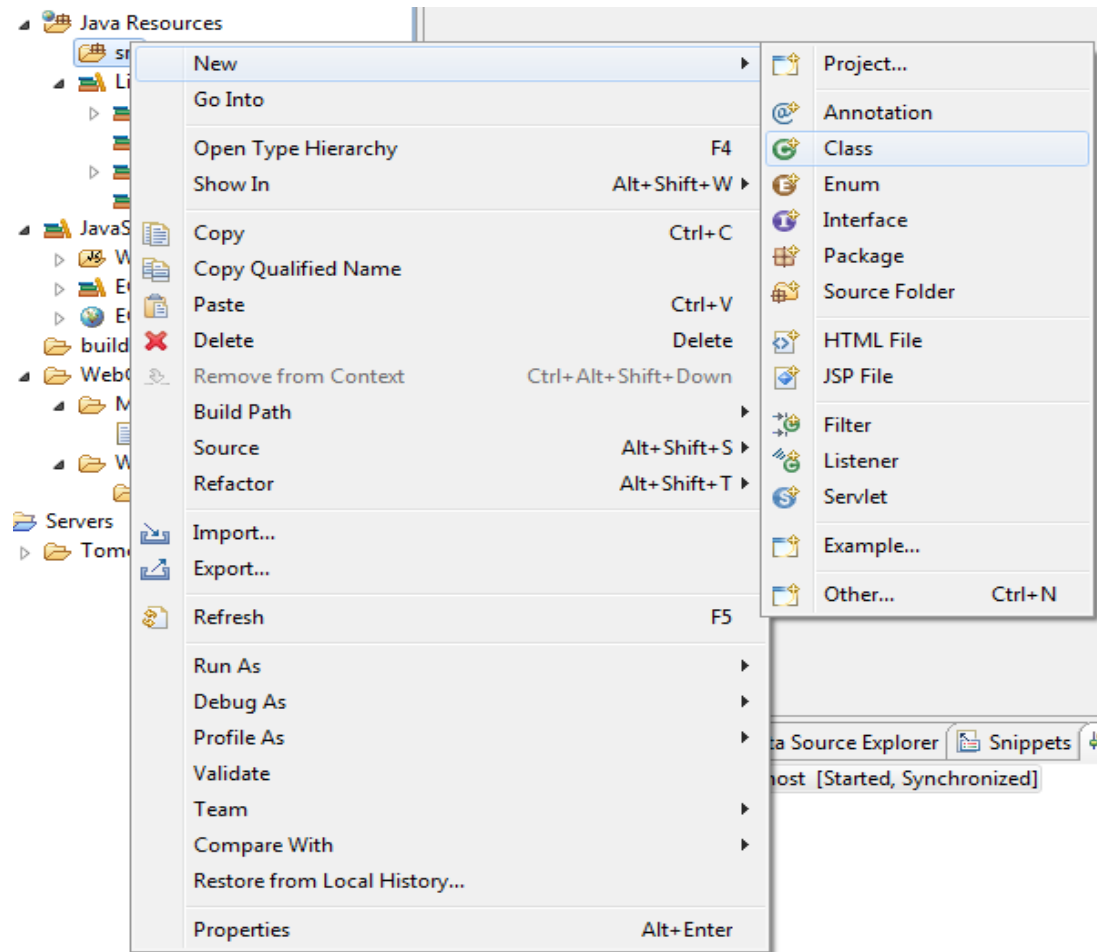 Java Resources
New
Go Into
Open Type Hierarchy F4
Show In Alt+Shift+W
Copy Ctrl+C
Copy Qualified Name
Paste Ctrl+V
Delete Delete
Remove from Context Ctrl+Alt+Shift+Down
Build Path
Source Alt+Shift+S
Refactor Alt+Shift+T
Import...
Export...
Refresh F5
Run As
Debug As
Profile As
Validate
Team
Compare With
Restore from Local History...
Properties Alt+Enter
Project...
Annotation
Class
Enum
Interface
Package
Source Folder
HTML File
JSP File
Filter
Listener
Servlet
Example...
Other... Ctrl+N
build
Servers
Source Explorer Snippets
[Started, Synchronized]